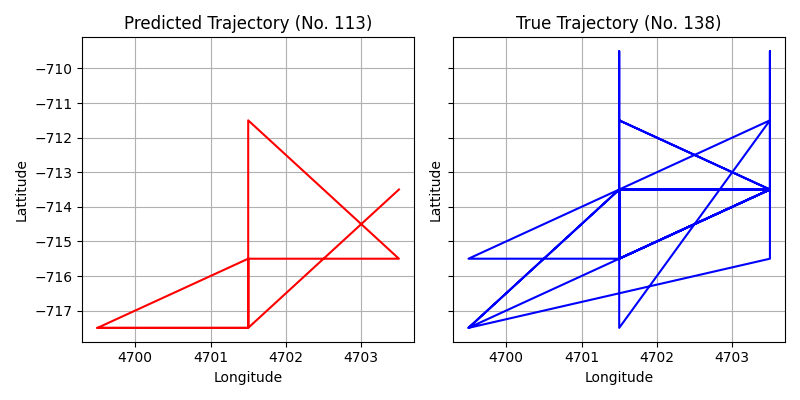 Predicted Trajectory (No. 113)
True Trajectory (No. 138)
−710
−711
−712
−713
−714
−715
−716
−717
Lattitude
Lattitude
4700
4701
4702
4703
4700
4701
4702
4703
Longitude
Longitude